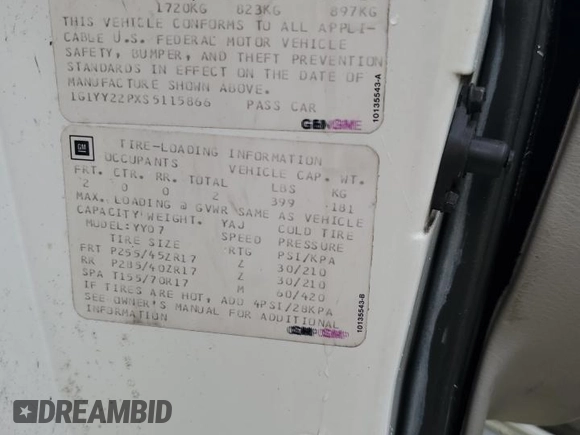 1720KG 823KG 897KG
THIS VEHICLE CONFORMS TO ALL APPLI-
CABLE U.S. FEDERAL MOTOR VEHICLE
SAFETY, BUMPER, AND THEFT PREVENTION
STANDARDS IN EFFECT ON THE DATE OF
MANUFACTURE SHOWN ABOVE.
1G1YY22PXS5115866 PASS CAR
10135543-A
GM TIRE-LOADING INFORMATION
OCCUPANTS VEHICLE CAP. WT.
FRT. CTR. RR. TOTAL LBS KG
2 0 0 2 399 181
MAX. LOADING @ GVWR SAME AS VEHICLE
CAPACITY WEIGHT. YAJ COLD TIRE
MODEL: YY07 SPEED PRESSURE
TIRE SIZE RTG PSI/KPA
FRT P255/45ZR17 Z 30/210
RR P285/40ZR17 Z 30/210
SPA T155/70R17 M 60/420
IF TIRES ARE HOT, ADD 4PSI/28KPA
SEE OWNER'S MANUAL FOR ADDITIONAL
INFORMATION
10135543-B
DREAMBID